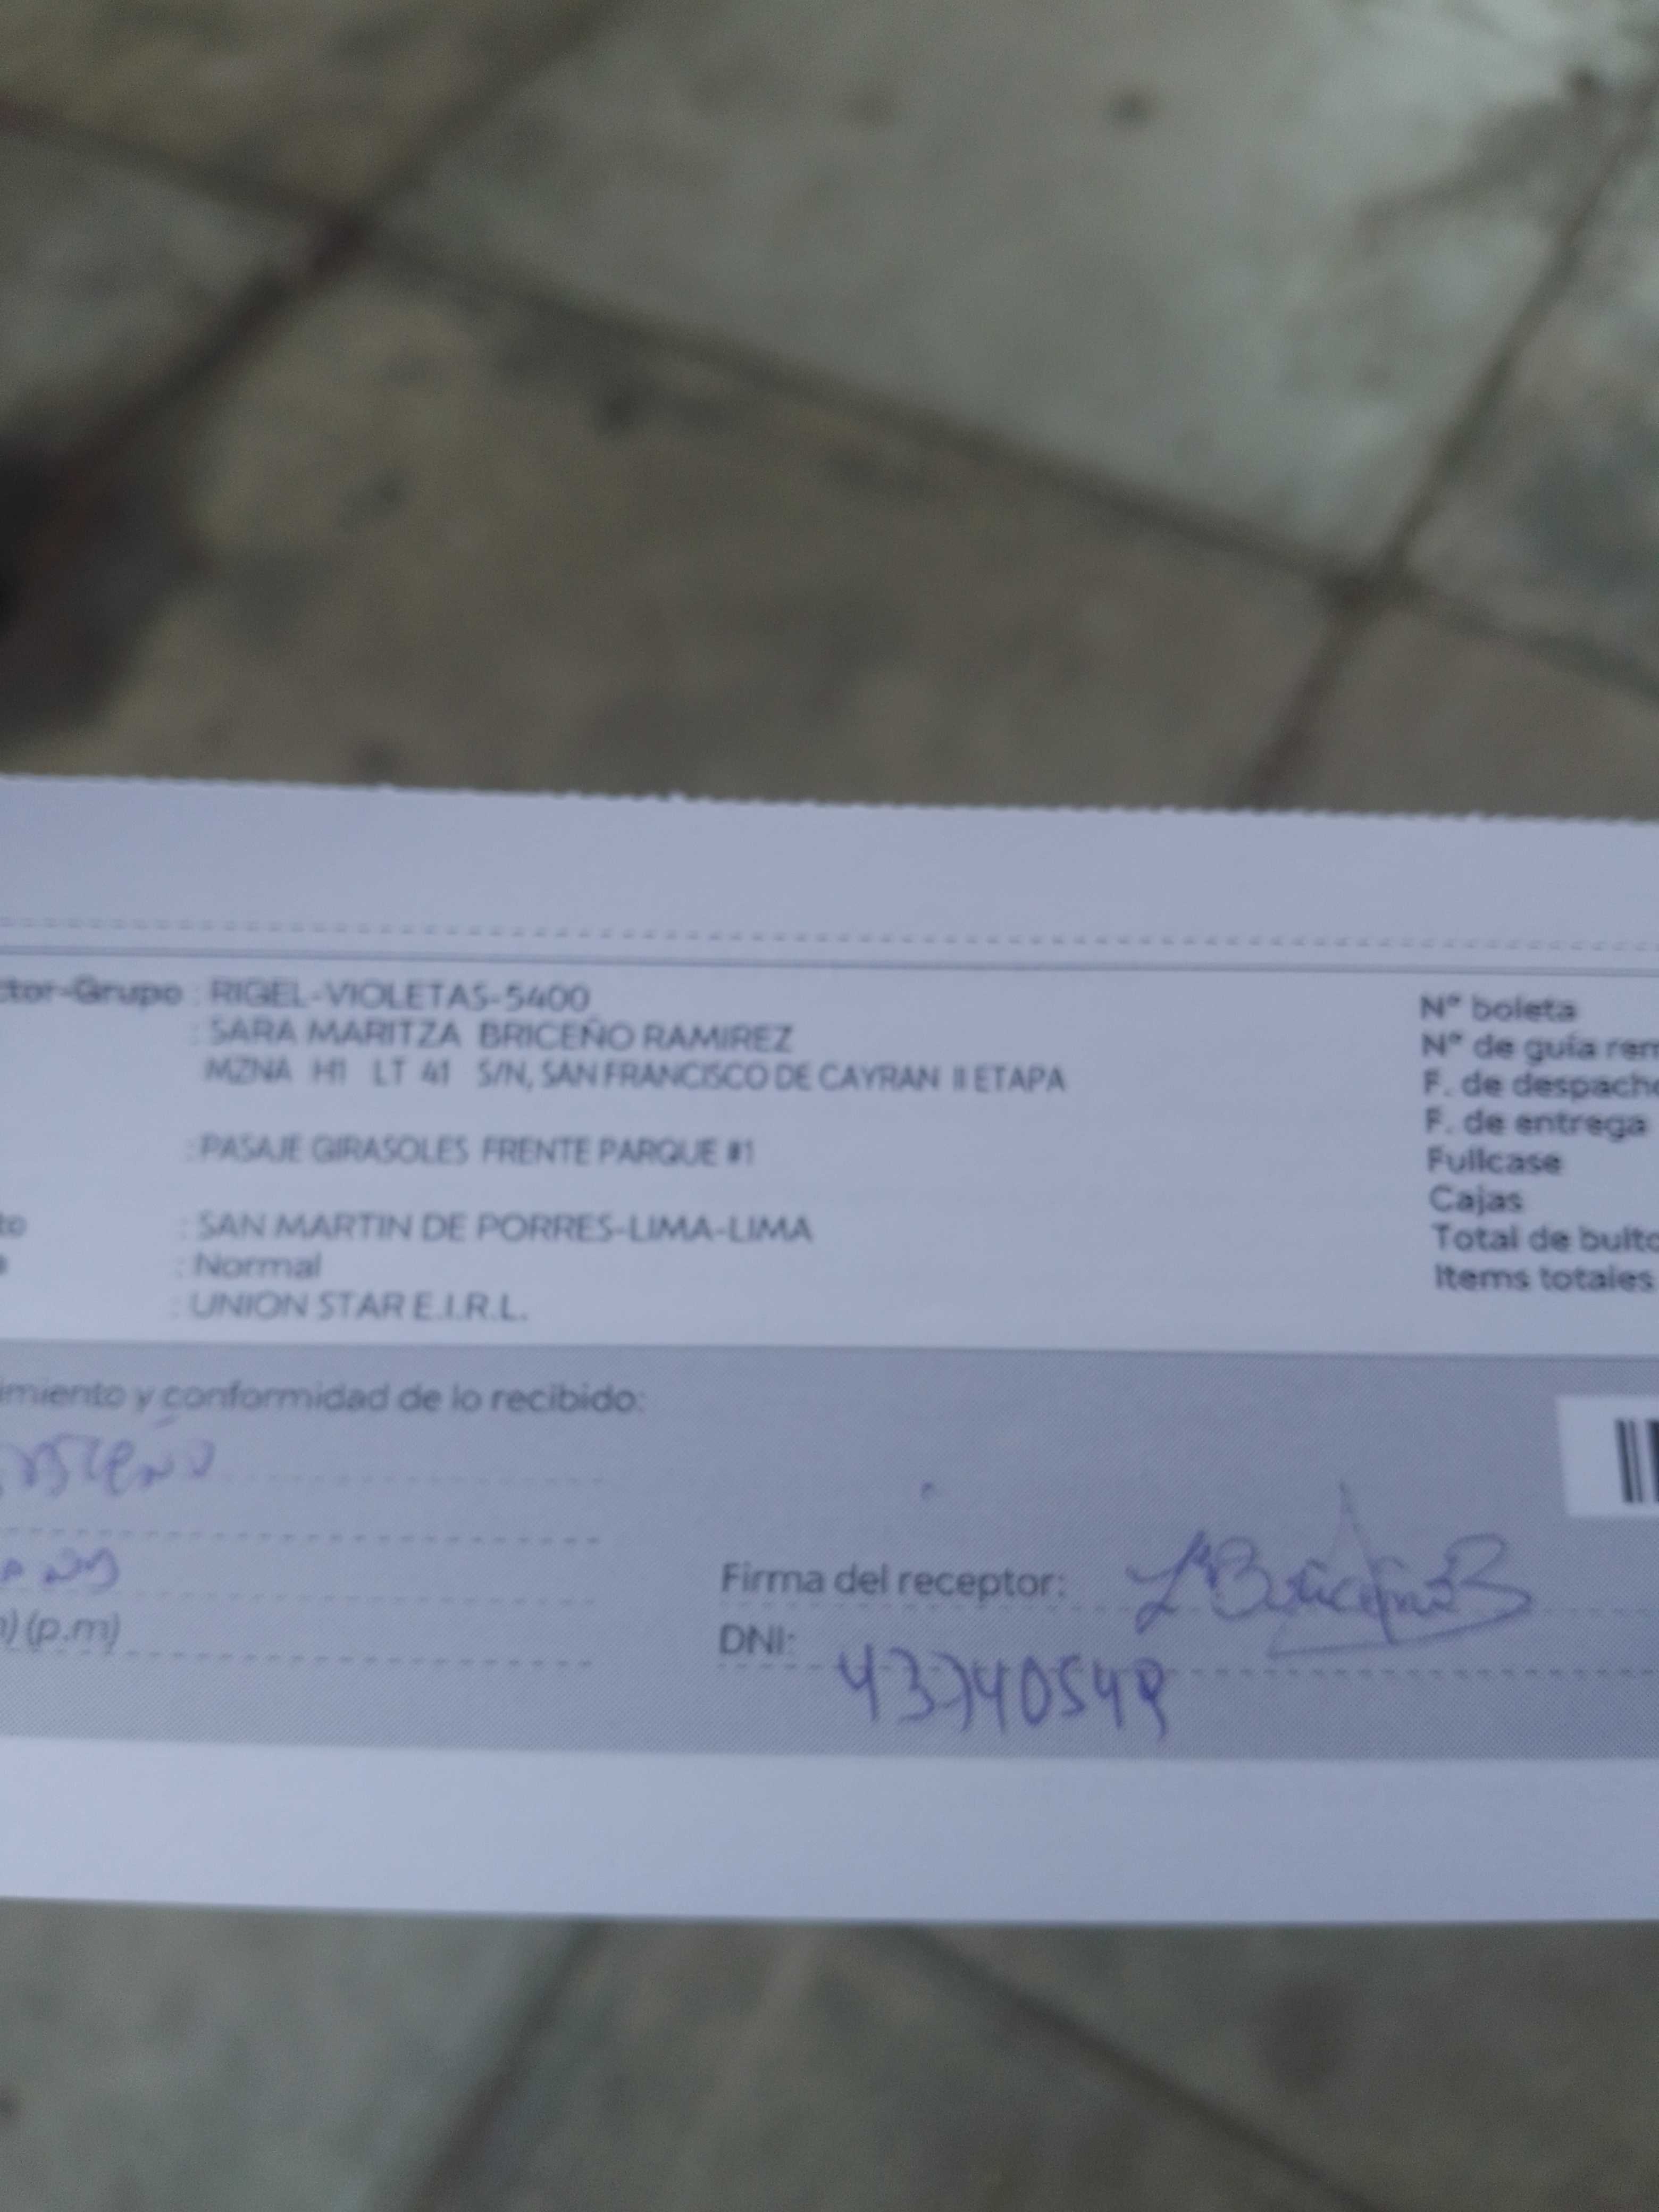 ctor-Grupo : RIGEL-VIOLETAS-5400
: SARA MARITZA BRICEÑO RAMIREZ
MZNA H1 LT 41 S/N, SAN FRANCISCO DE CAYRAN II ETAPA
: PASAJE GIRASOLES FRENTE PARQUE #1
to : SAN MARTIN DE PORRES-LIMA-LIMA
a : Normal
: UNION STAR E.I.R.L.
N° boleta
N° de guía rem
F. de despacho
F. de entrega
Fullcase
Cajas
Total de bulto
Items totales
imiento y conformidad de lo recibido:
) (p.m)
Firma del receptor:
DNI: 43740549